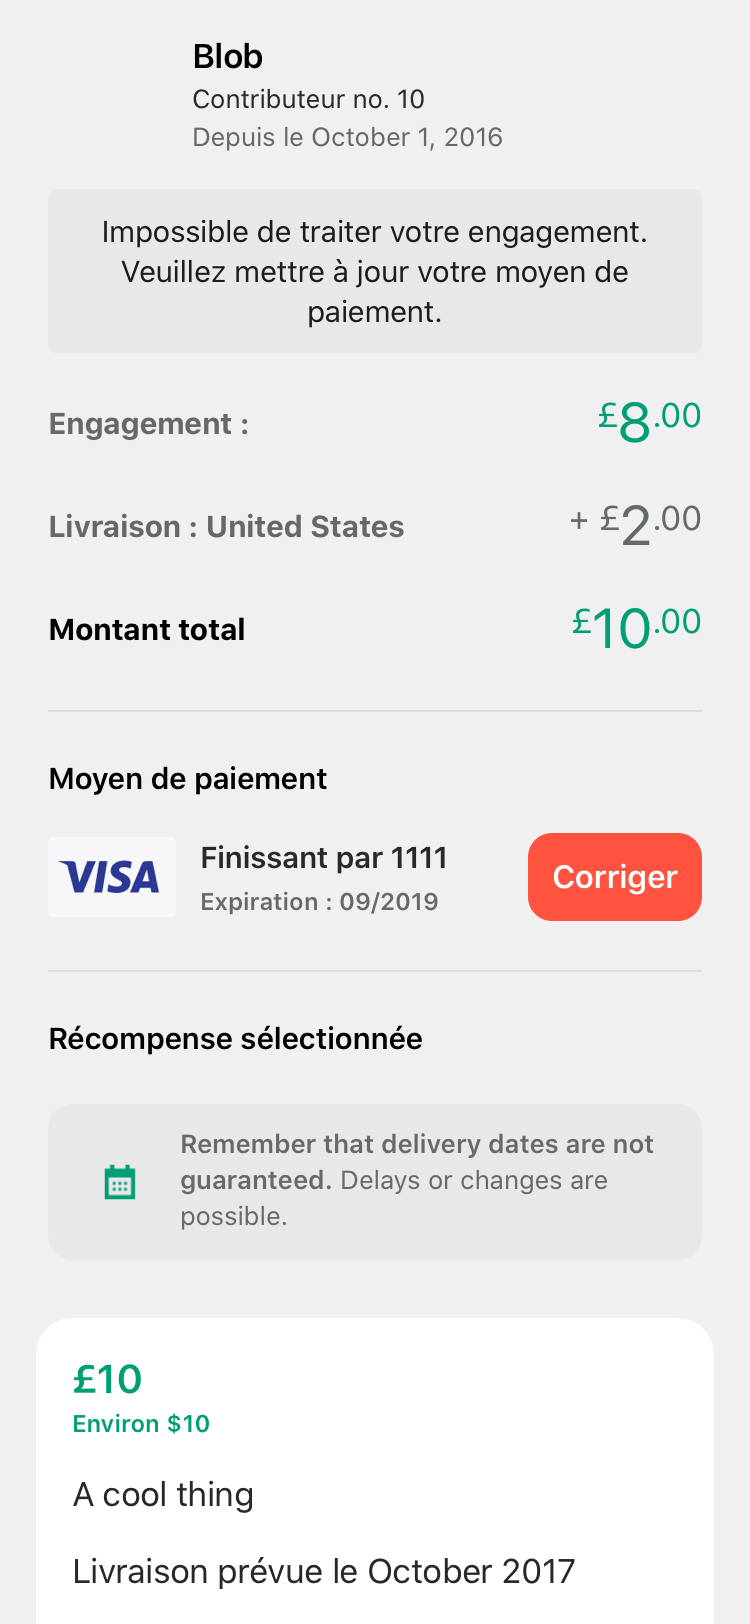 Blob
Contributeur no. 10
Depuis le October 1, 2016
Impossible de traiter votre engagement.
Veuillez mettre à jour votre moyen de
paiement.
Engagement :
£8.00
Livraison : United States
+ £2.00
Montant total
£10.00
Moyen de paiement
VISA
Finissant par 1111
Expiration : 09/2019
Corriger
Récompense sélectionnée
Remember that delivery dates are not
guaranteed. Delays or changes are
possible.
£10
Environ $10
A cool thing
Livraison prévue le October 2017